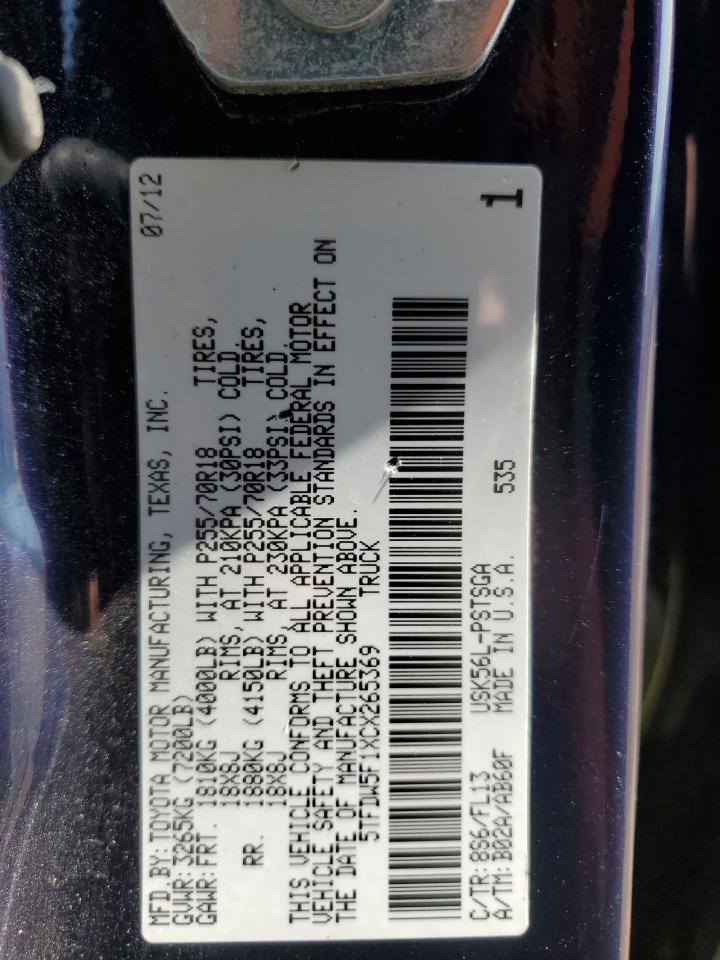 MFD BY: TOYOTA MOTOR MANUFACTURING, TEXAS, INC. 07/12
GVWR: 3265KG (7200LB)
GAWR: FRT. 1810KG (4000LB) WITH P255/70R18 TIRES,
18X8J RIMS, AT 210KPA (30PSI) COLD.
RR. 1880KG (4150LB) WITH P255/70R18 TIRES,
18X8J RIMS, AT 230KPA (33PSI) COLD
THIS VEHICLE CONFORMS TO ALL APPLICABLE FEDERAL MOTOR
VEHICLE SAFETY AND THEFT PREVENTION STANDARDS IN EFFECT ON
THE DATE OF MANUFACTURE SHOWN ABOVE.
5TFDW5F1XCX265369 TRUCK
C/TR: 8S6/FL13 USK56L-PSTSGA
A/TM: B02A/AB60F MADE IN U.S.A. 535 1